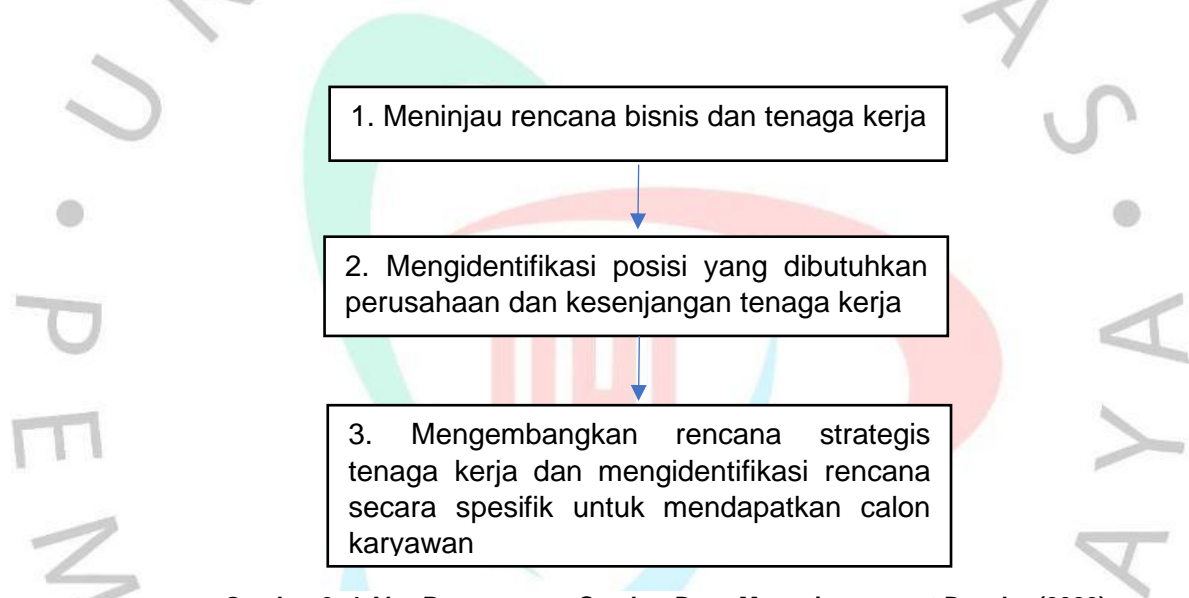 1. Meninjau rencana bisnis dan tenaga kerja
2. Mengidentifikasi posisi yang dibutuhkan
perusahaan dan kesenjangan tenaga kerja
3. Mengembangkan rencana strategis
tenaga kerja dan mengidentifikasi rencana
secara spesifik untuk mendapatkan calon
karyawan